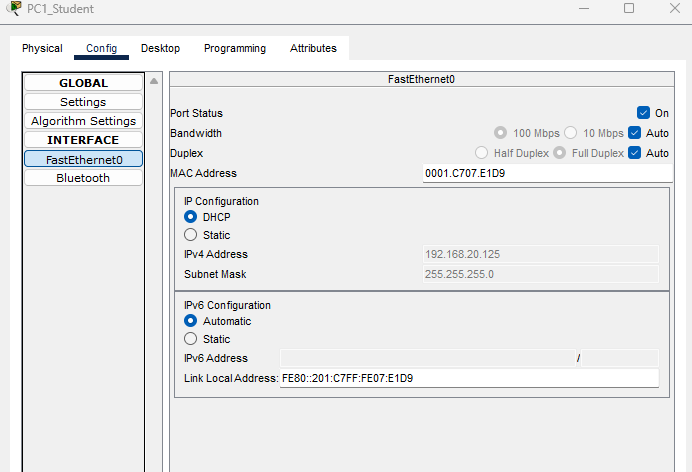 PC1_Student
Physical Config Desktop Programming Attributes
GLOBAL
Settings
Algorithm Settings
INTERFACE
FastEthernet0
Bluetooth
FastEthernet0
Port Status On
Bandwidth 100 Mbps 10 Mbps Auto
Duplex Half Duplex Full Duplex Auto
MAC Address 0001.C707.E1D9
IP Configuration
DHCP
Static
IPv4 Address 192.168.20.125
Subnet Mask 255.255.255.0
IPv6 Configuration
Automatic
Static
IPv6 Address /
Link Local Address: FE80::201:C7FF:FE07:E1D9